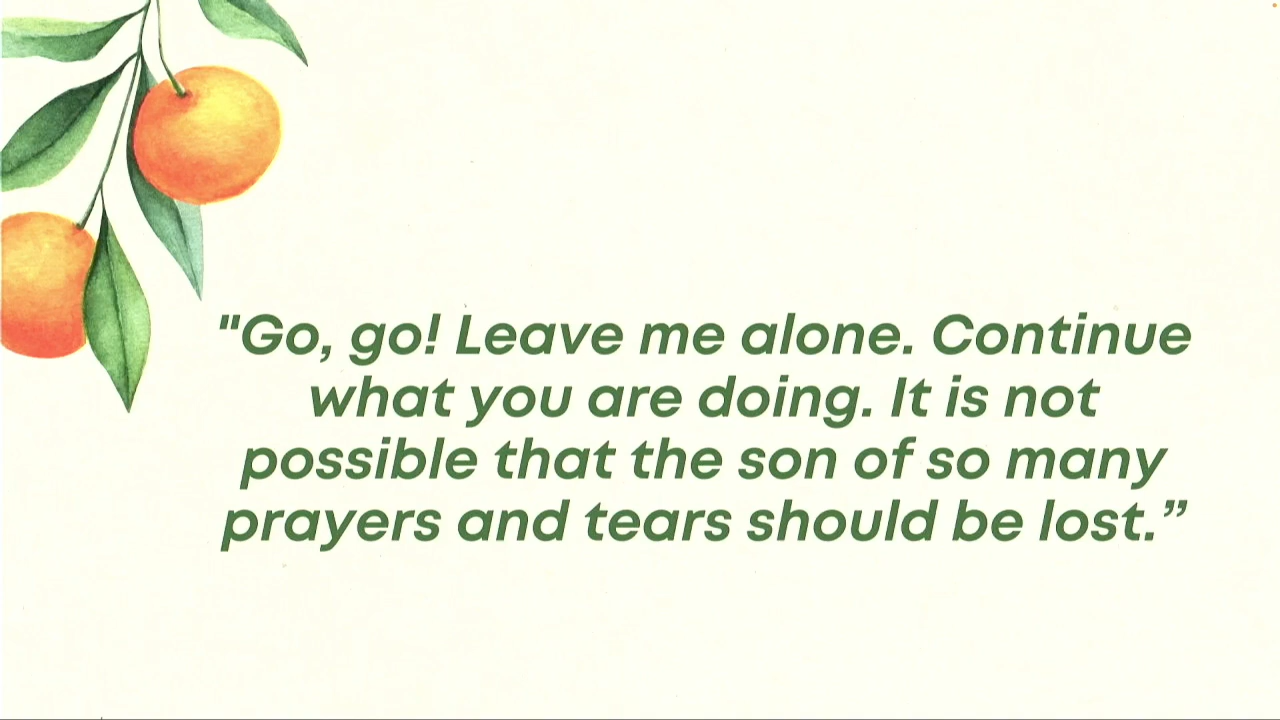 "Go, go! Leave me alone. Continue
what you are doing. It is not
possible that the son of so many
prayers and tears should be lost.”